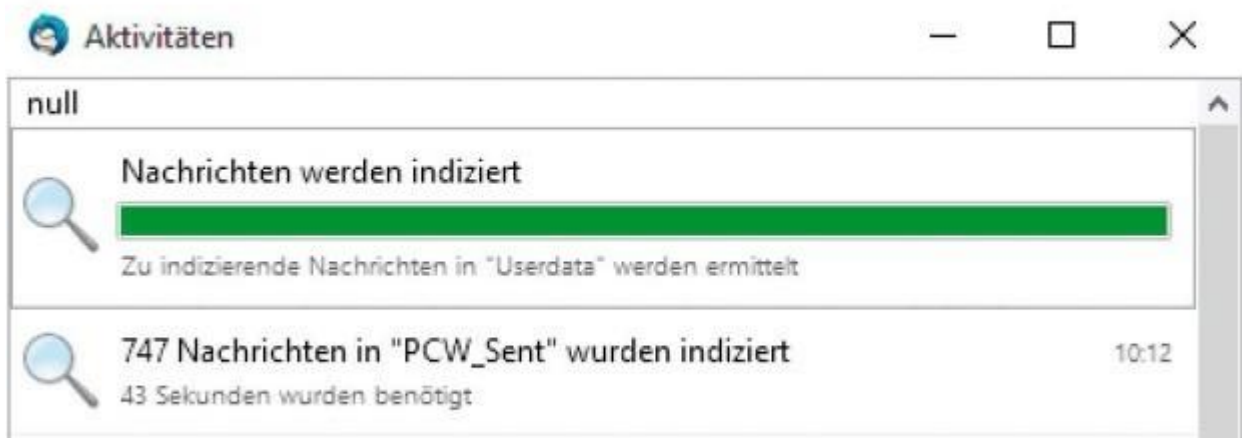 Aktivitäten
null
Nachrichten werden indiziert
Zu indizierende Nachrichten in "Userdata" werden ermittelt
747 Nachrichten in "PCW_Sent" wurden indiziert 10:12
43 Sekunden wurden benötigt